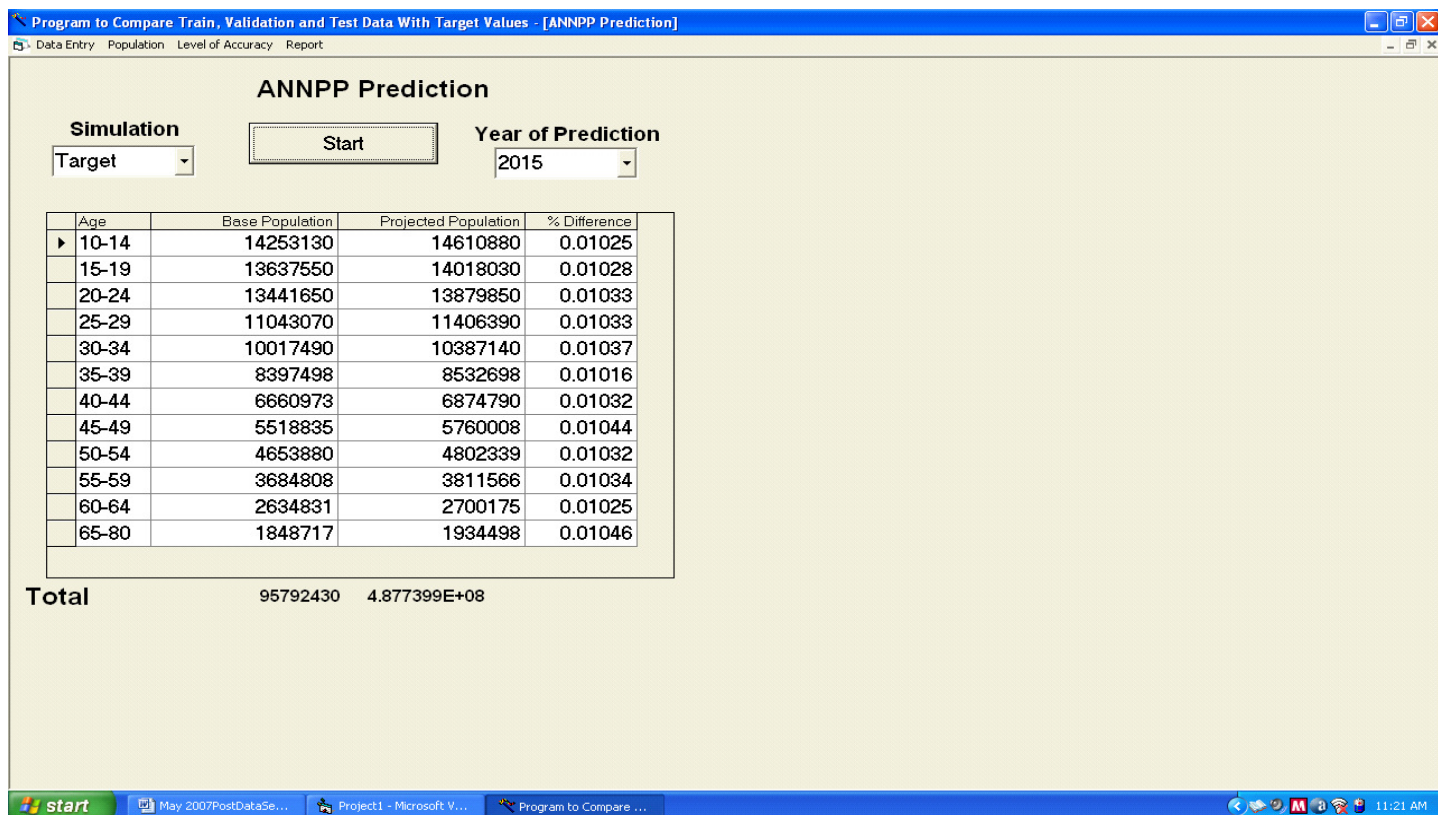 Program to Compare Train, Validation and Test Data With Target Values - [ANNPP Prediction]
Data Entry Population Level of Accuracy Report
ANNPP Prediction
Simulation
Start
Year of Prediction
Target
2015
Age Base Population Projected Population % Difference
10-14 14253130 14610880 0.01025
15-19 13637550 14018030 0.01028
20-24 13441650 13879850 0.01033
25-29 11043070 11406390 0.01033
30-34 10017490 10387140 0.01037
35-39 8397498 8532698 0.01016
40-44 6660973 6874790 0.01032
45-49 5518835 5760008 0.01044
50-54 4653880 4802339 0.01032
55-59 3684808 3811566 0.01034
60-64 2634831 2700175 0.01025
65-80 1848717 1934498 0.01046
Total 95792430 4.877399E+08
start May 2007PostDataSe... Project1 - Microsoft V... Program to Compare ... 11:21 AM